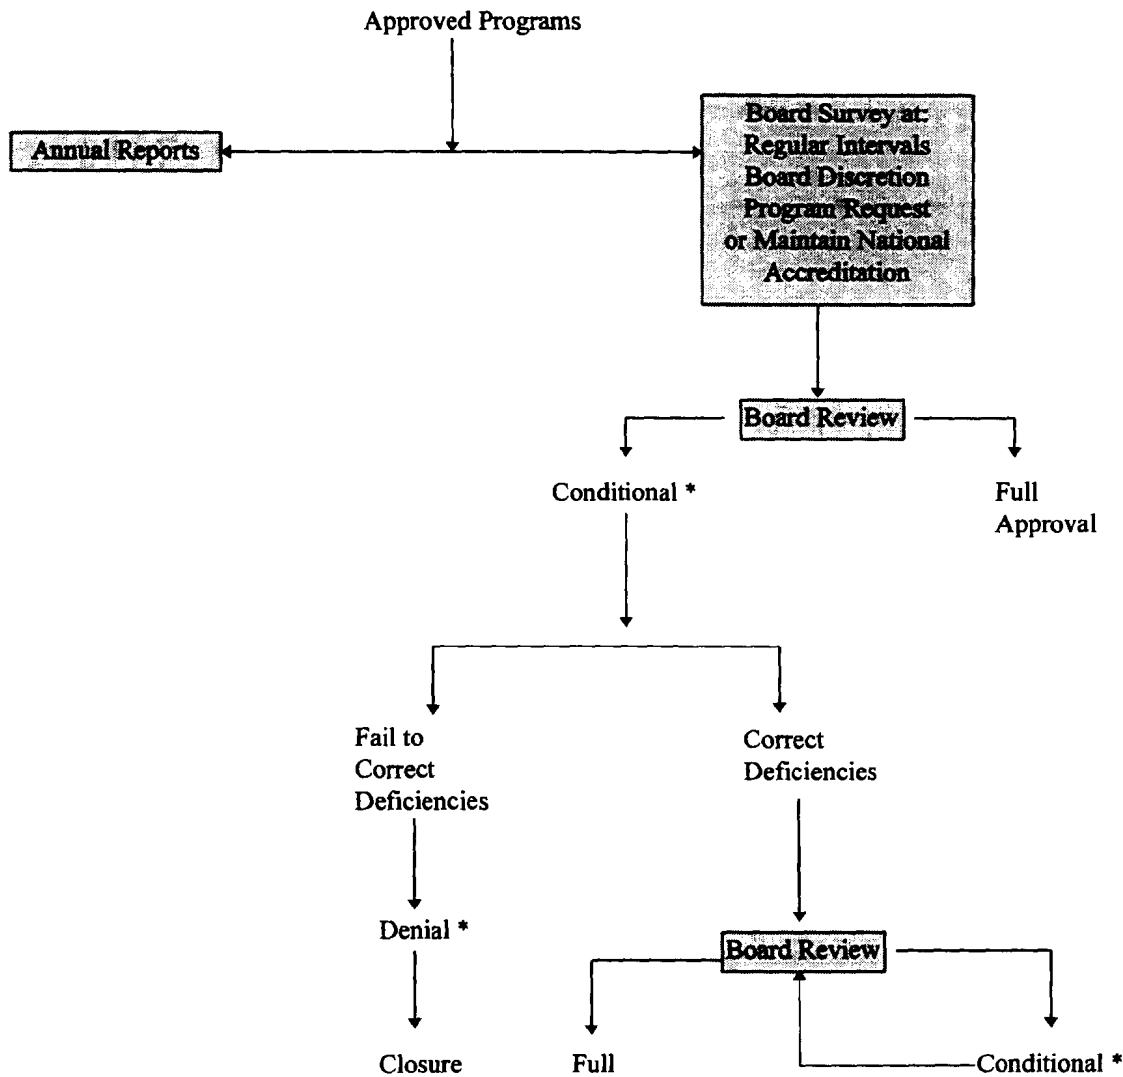 Approved Programs
Annual Reports
Board Survey at:
Regular Intervals
Board Discretion
Program Request
or Maintain National
Accreditation
Board Review
Conditional *
Full
Approval
Fail to
Correct
Deficiencies
Correct
Deficiencies
Denial *
Board Review
Closure
Full
Conditional *